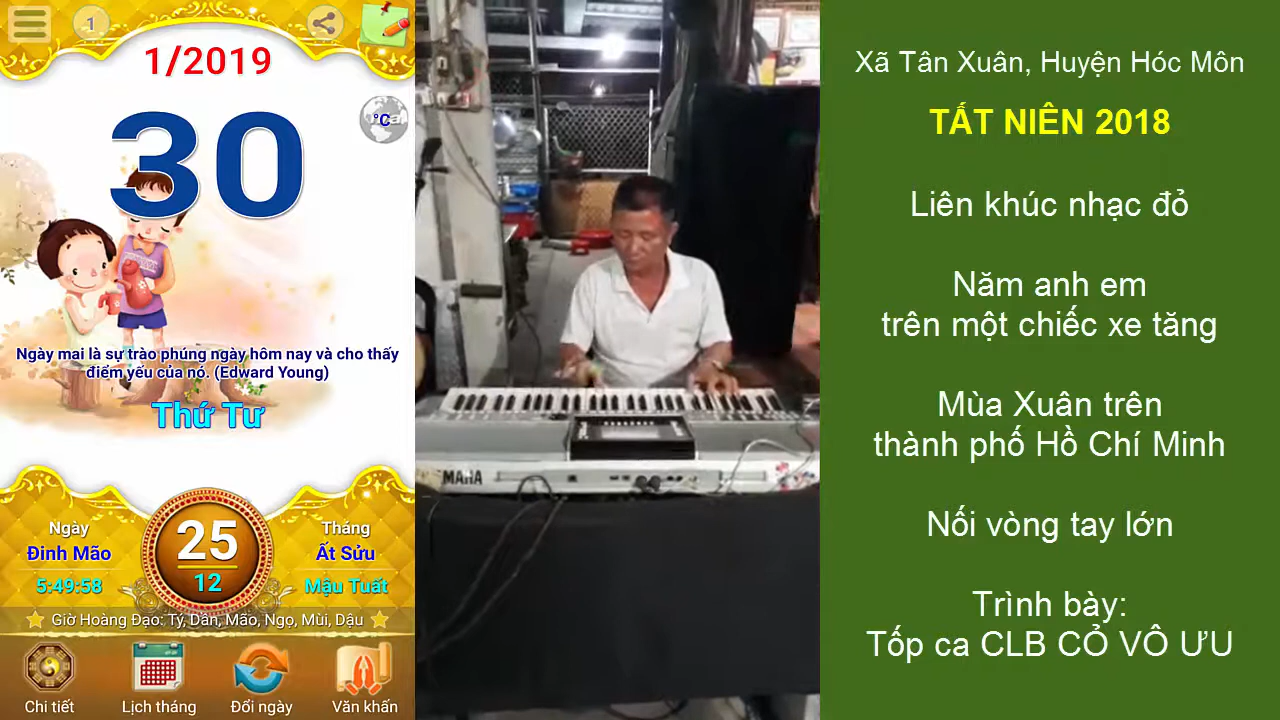 1
1/2019
30
°C
Ngày mai là sự trào phúng ngày hôm nay và cho thấy
điểm yếu của nó. (Edward Young)
Thứ Tư
Ngày
Đinh Mão
5:49:58
25
12
Tháng
Ất Sửu
Mậu Tuất
Giờ Hoàng Đạo: Tý, Dần, Mão, Ngọ, Mùi, Dậu
Chi tiết
Lịch tháng
Đổi ngày
Văn khấn
MAHA
Xã Tân Xuân, Huyện Hóc Môn
TẤT NIÊN 2018
Liên khúc nhạc đỏ
Năm anh em
trên một chiếc xe tăng
Mùa Xuân trên
thành phố Hồ Chí Minh
Nối vòng tay lớn
Trình bày:
Tốp ca CLB CỎ VÔ ƯU